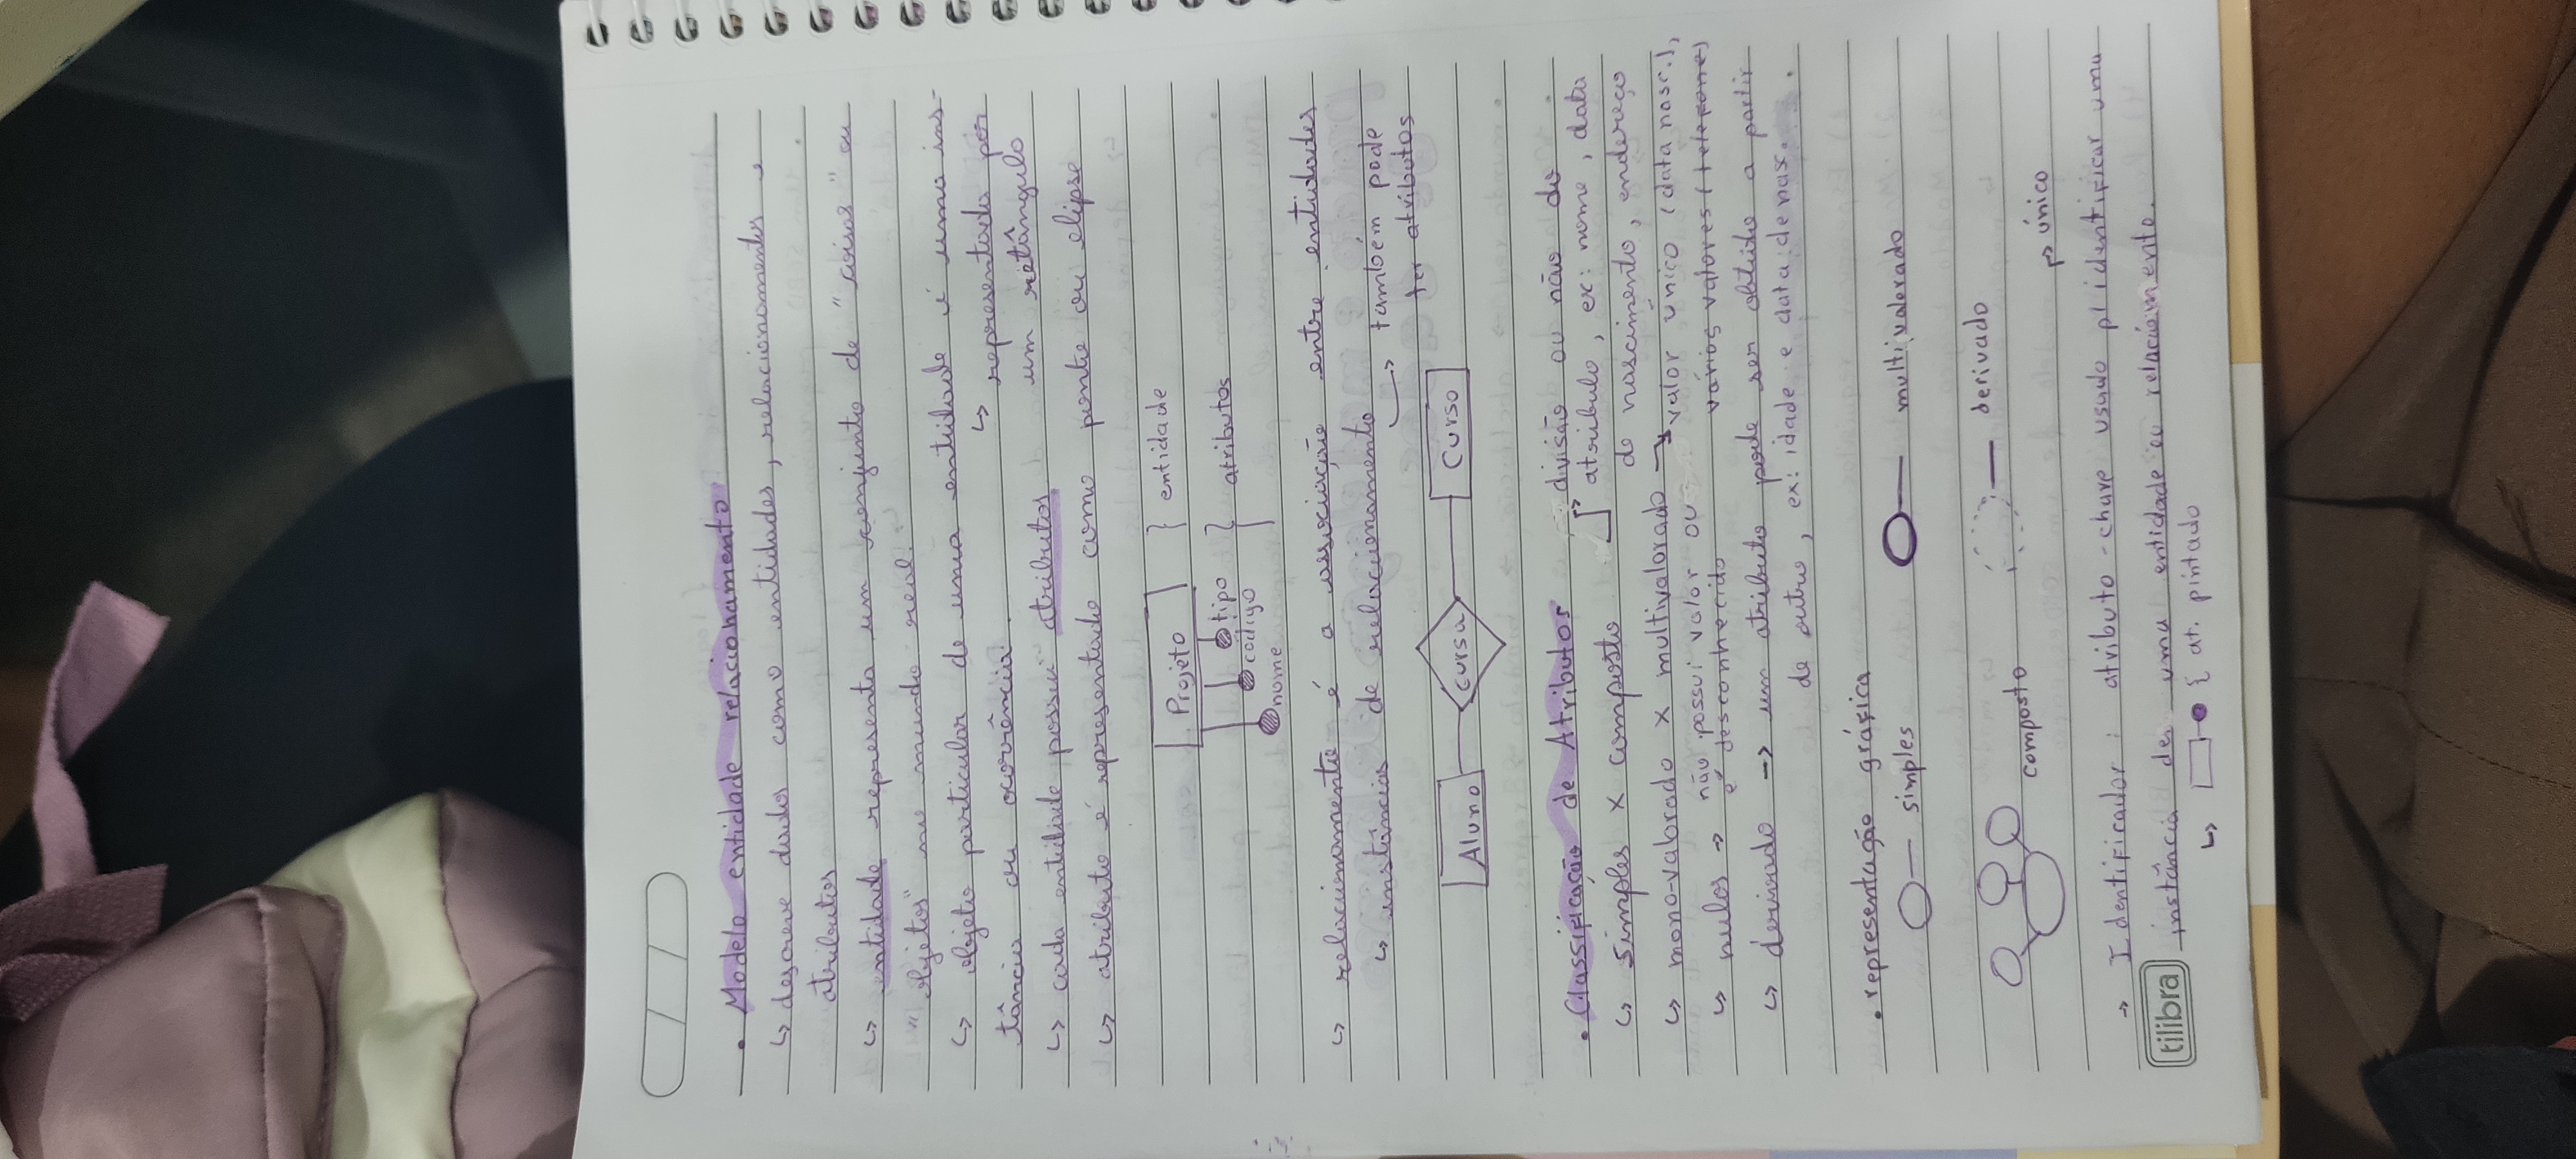 • Modelo entidade relacionamento
↳ descreve dados como entidades, relacionamentos e
atributos
↳ entidade representa um conjunto de "coisas" ou
"objetos" no mundo real.
↳ objeto particular de uma entidade é uma ins-
tância ou ocorrência.
↳ representada por
um retângulo
↳ cada entidade possui atributos
↳ atributo é representado como ponto ou elipse
Projeto } entidade
tipo
código
nome
} atributos
↳ relacionamento é a associação entre entidades
↳ instâncias de relacionamento
→ também pode
ter atributos
Aluno cursa Curso
• Classificação de Atributos
↳ simples x composto
→ divisão ou não do
atributo, ex: nome, data
de nascimento, endereço
↳ mono-valorado x multivalorado → valor único (data nasc.),
vários valores (telefone)
↳ nulos → não possui valor ou
é desconhecido
↳ derivado → um atributo pode ser obtido a partir
de outro, ex: idade e data de nas.
• representação gráfica
simples multivalorado
composto derivado
↱ único
→ Identificador: atributo-chave usado p/ identificar uma
instância de uma entidade ou relaciomento.
↳ { at. pintado
tilibra